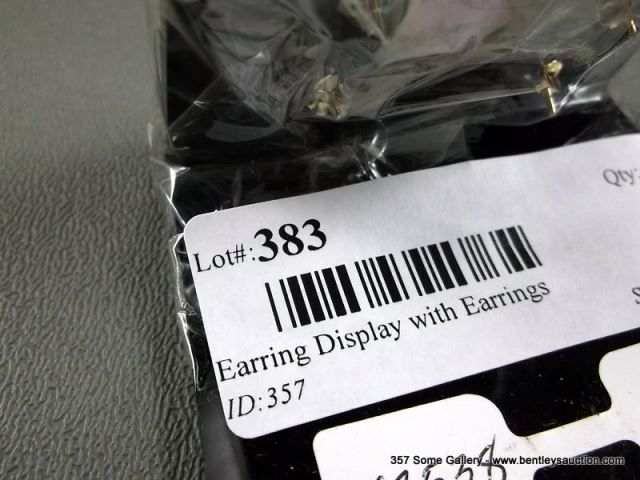 Qty:
Lot#:383
Earring Display with Earrings
ID:357
357 Some Gallery - www.bentleysauction.com